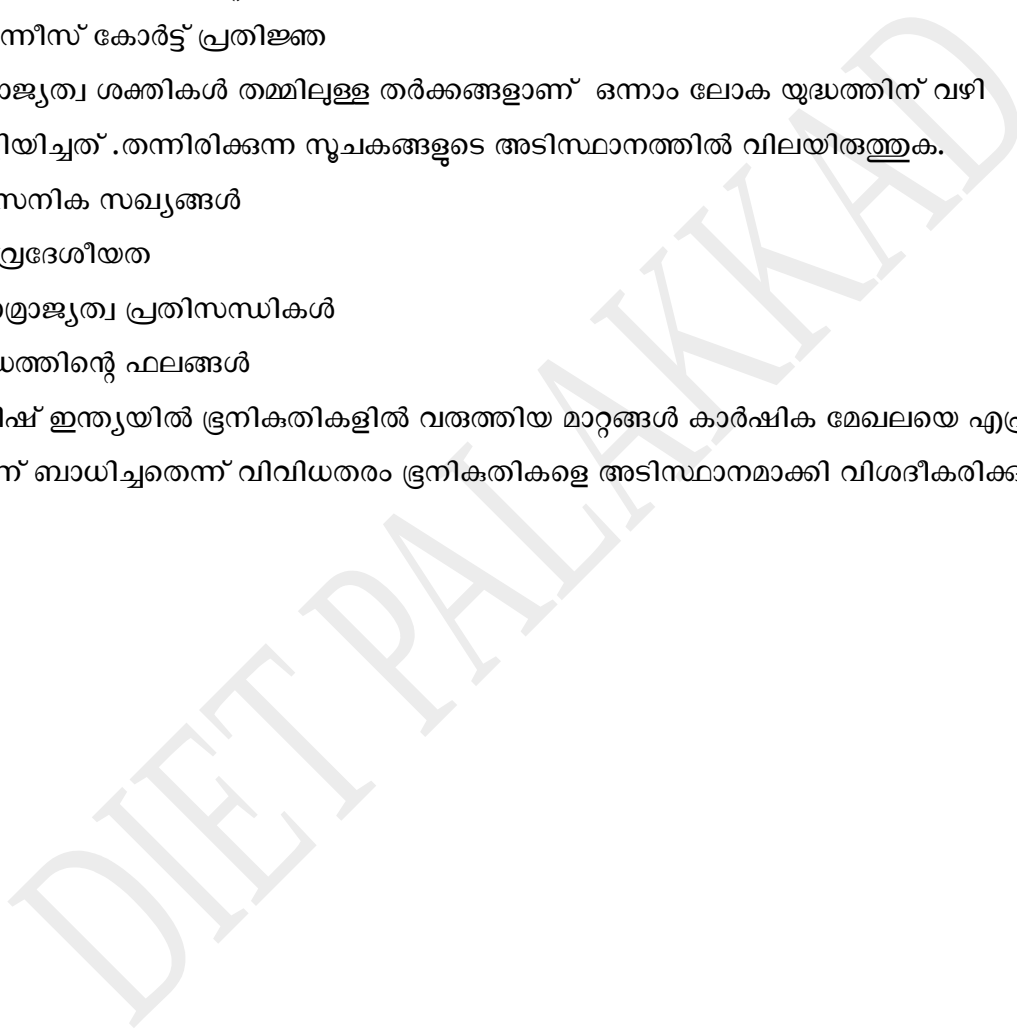 ന്നീസ് കോർട്ട് പ്രതിജ്ഞ
ാജ്യത്വ ശക്തികൾ തമ്മിലുള്ള തർക്കങ്ങളാണ് ഒന്നാം ലോക യുദ്ധത്തിന് വഴി
ിയിച്ചത് .തന്നിരിക്കുന്ന സൂചകങ്ങളുടെ അടിസ്ഥാനത്തിൽ വിലയിരുത്തുക.
സനിക സഖ്യങ്ങൾ
വ്രദേശീയത
മ്രാജ്യത്വ പ്രതിസന്ധികൾ
ധത്തിന്റെ ഫലങ്ങൾ
ിഷ് ഇന്ത്യയിൽ ഭൂനികുതികളിൽ വരുത്തിയ മാറ്റങ്ങൾ കാർഷിക മേഖലയെ എപ്ര
ന് ബാധിച്ചതെന്ന് വിവിധതരം ഭൂനികുതികളെ അടിസ്ഥാനമാക്കി വിശദീകരിക്കു
DIET PALAKKAD